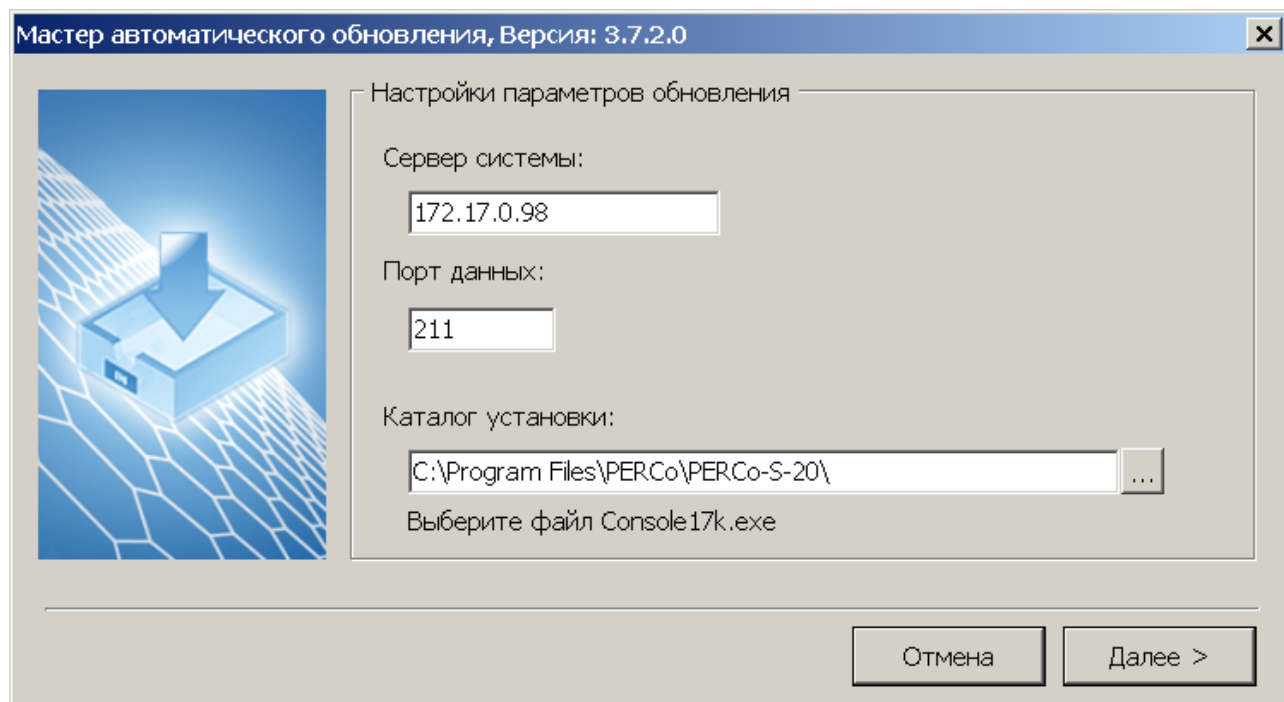 Мастер автоматического обновления, Версия: 3.7.2.0
Настройки параметров обновления
Сервер системы:
172.17.0.98
Порт данных:
211
Каталог установки:
C:\Program Files\PERCo\PERCo-S-20\
...
Выберите файл Console17k.exe
Отмена
Далее >